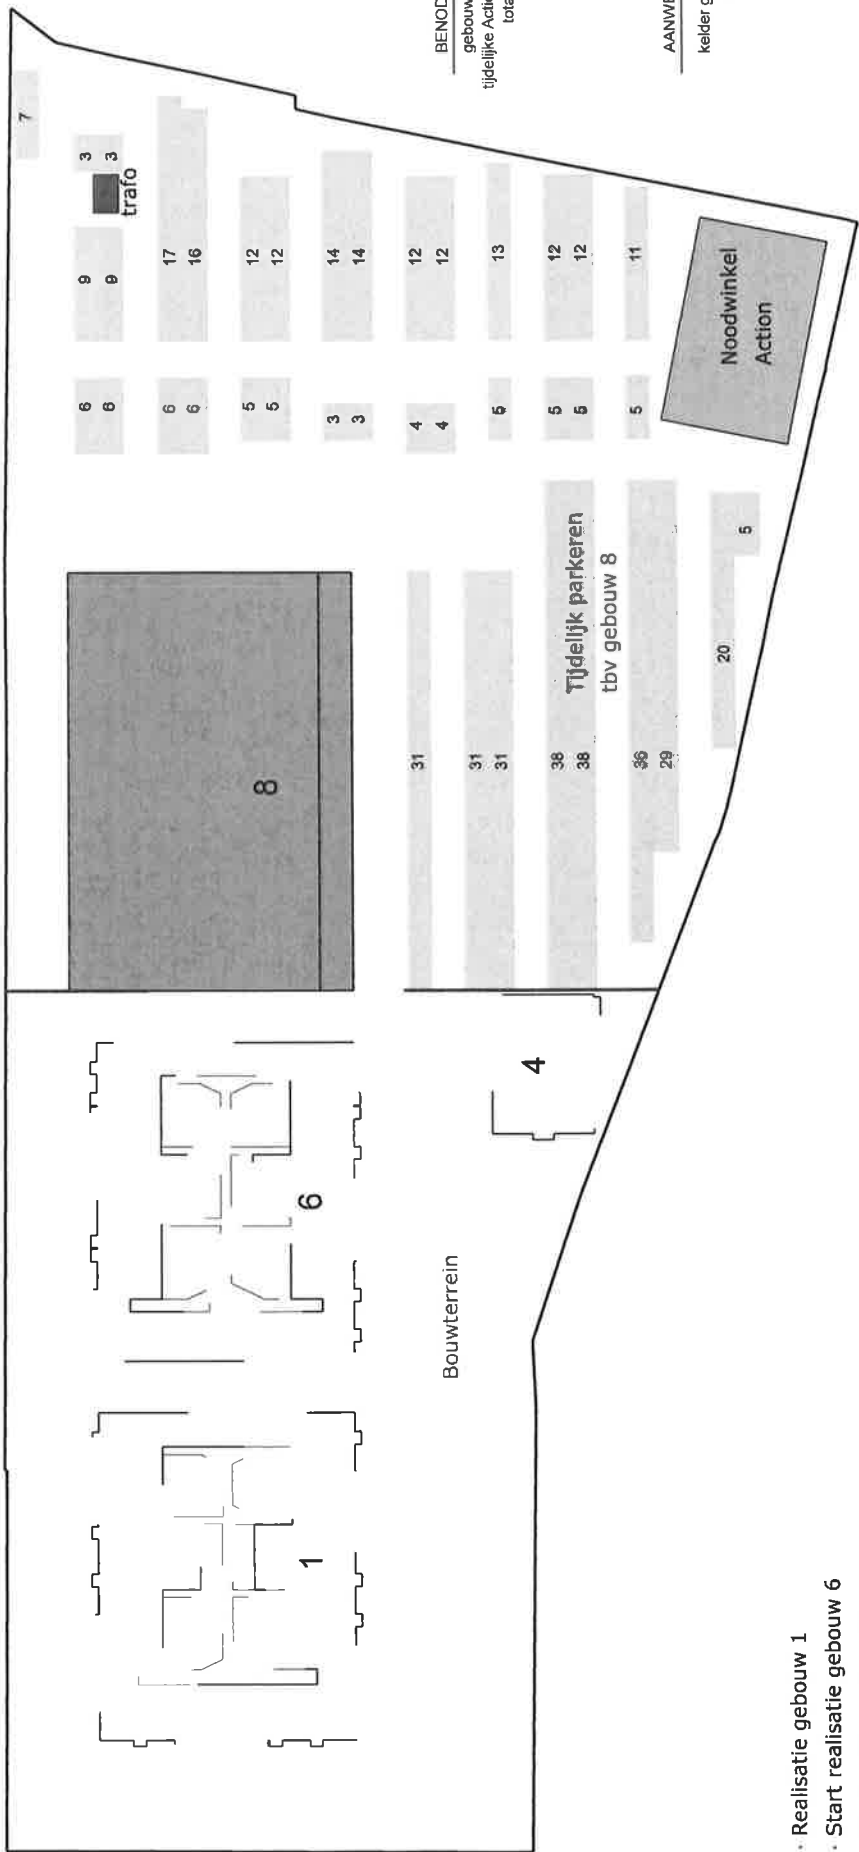 7
6 9 3
6 9 3
trafo
6 17
6 16
5 12
8
5 12
1 6
3 14
3 14
31 4 12
4 12
BENOD
Bouwterrein
gebouw
31
tijdelijke Actie
31 5 13
tota
4
38 5 12
Tijdelijk parkeren
38 5 12
tbv gebouw 8
36 5 11
29
AANWE
kelder g
20
Noodwinkel
5
Action
· Realisatie gebouw 1
· Start realisatie gebouw 6